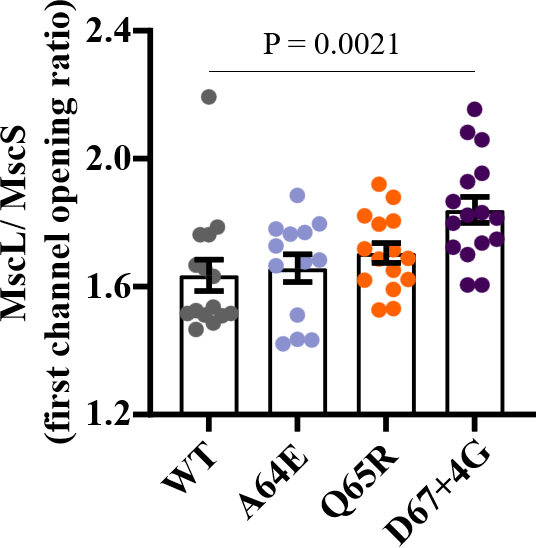 P = 0.0021
MscL/ MscS
(first channel opening ratio)
2.4
2.0
1.6
1.2
WT
A64E
Q65R
D67+4G